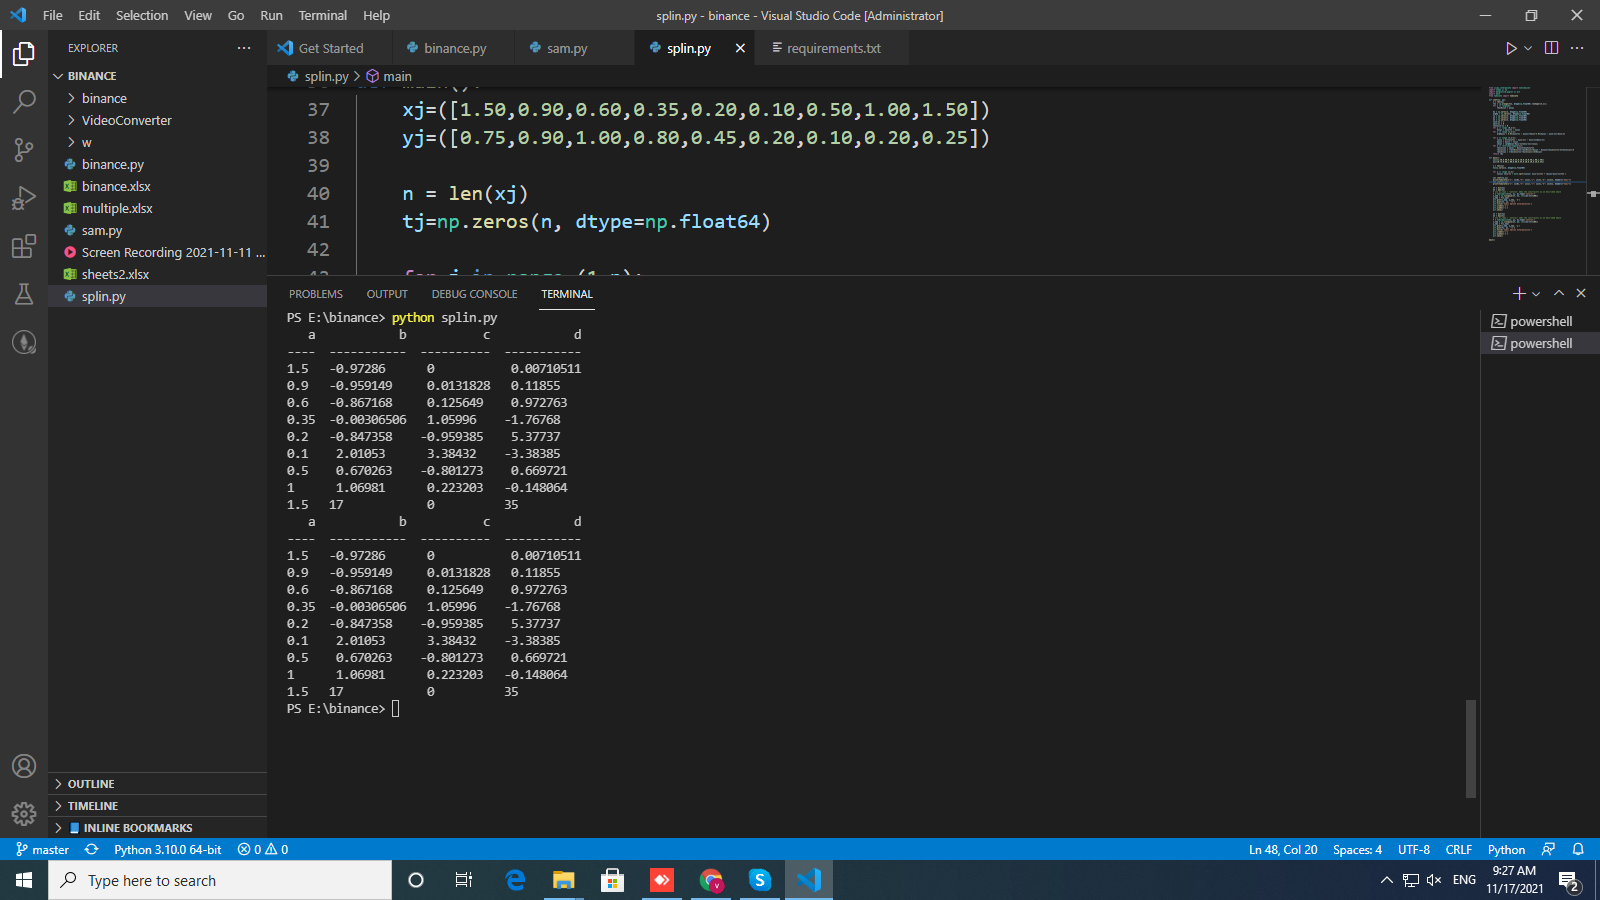 File Edit Selection View Go Run Terminal Help
splin.py - binance - Visual Studio Code [Administrator]
EXPLORER
Get Started
binance.py
sam.py
splin.py
requirements.txt
BINANCE
binance
VideoConverter
w
binance.py
binance.xlsx
multiple.xlsx
sam.py
Screen Recording 2021-11-11 ...
sheets2.xlsx
splin.py
OUTLINE
TIMELINE
INLINE BOOKMARKS
splin.py > main
37 xj=([1.50,0.90,0.60,0.35,0.20,0.10,0.50,1.00,1.50])
38 yj=([0.75,0.90,1.00,0.80,0.45,0.20,0.10,0.20,0.25])
39
40 n = len(xj)
41 tj=np.zeros(n, dtype=np.float64)
42
PROBLEMS OUTPUT DEBUG CONSOLE TERMINAL
powershell
powershell
PS E:\binance> python splin.py
a b c d
---- ----------- ---------- -----------
1.5 -0.97286 0 0.00710511
0.9 -0.959149 0.0131828 0.11855
0.6 -0.867168 0.125649 0.972763
0.35 -0.00306506 1.05996 -1.76768
0.2 -0.847358 -0.959385 5.37737
0.1 2.01053 3.38432 -3.38385
0.5 0.670263 -0.801273 0.669721
1 1.06981 0.223203 -0.148064
1.5 17 0 35
a b c d
---- ----------- ---------- -----------
1.5 -0.97286 0 0.00710511
0.9 -0.959149 0.0131828 0.11855
0.6 -0.867168 0.125649 0.972763
0.35 -0.00306506 1.05996 -1.76768
0.2 -0.847358 -0.959385 5.37737
0.1 2.01053 3.38432 -3.38385
0.5 0.670263 -0.801273 0.669721
1 1.06981 0.223203 -0.148064
1.5 17 0 35
PS E:\binance>
master Python 3.10.0 64-bit 0 0
Ln 48, Col 20 Spaces: 4 UTF-8 CRLF Python
Type here to search
ENG
9:27 AM
11/17/2021
2